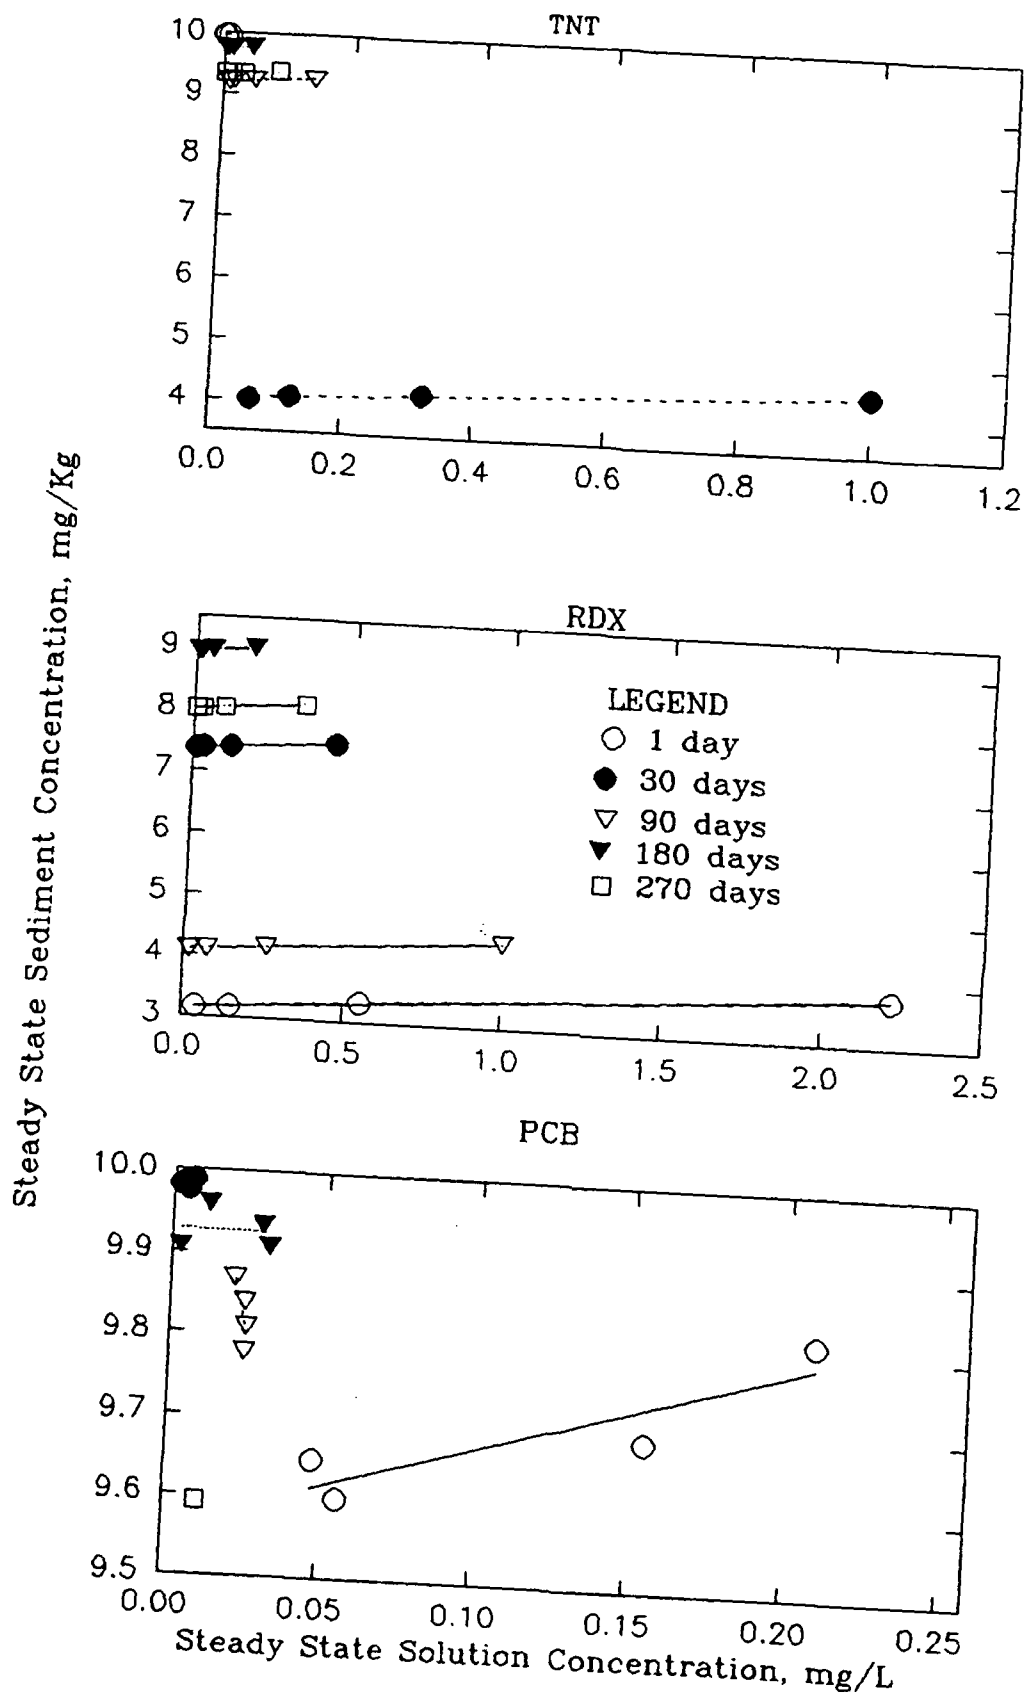 TNT
10
9
8
7
6
5
4
0.0 0.2 0.4 0.6 0.8 1.0 1.2
Steady State Sediment Concentration, mg/Kg
RDX
9
8
7
6
5
4
3
LEGEND
1 day
30 days
90 days
180 days
270 days
0.0 0.5 1.0 1.5 2.0 2.5
PCB
10.0
9.9
9.8
9.7
9.6
9.5
0.00 0.05 0.10 0.15 0.20 0.25
Steady State Solution Concentration, mg/L